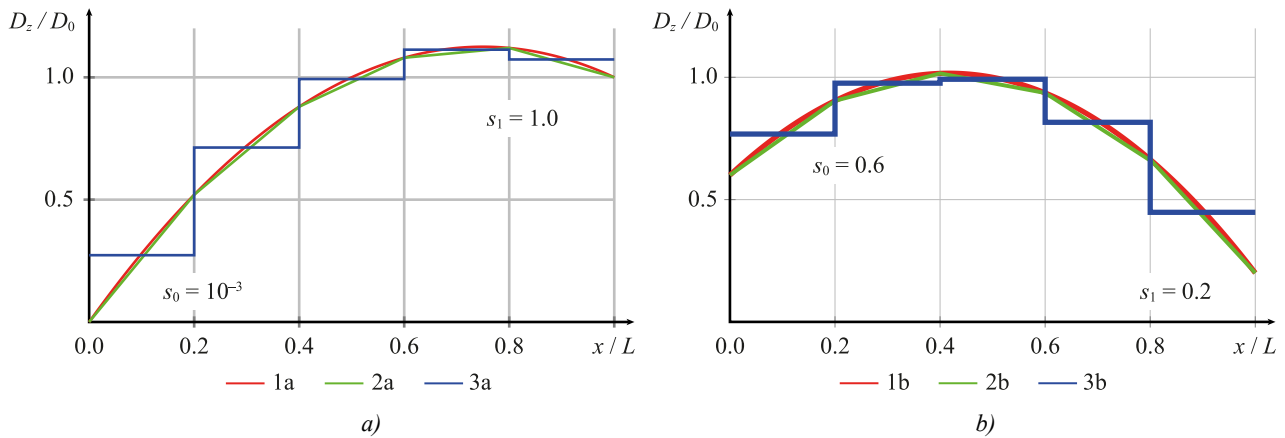 D_z / D_0
1.0
0.5
s_1 = 1.0
s_0 = 10^–3
0.0 0.2 0.4 0.6 0.8 x / L
1a 2a 3a
a)
D_z / D_0
1.0
0.5
s_0 = 0.6
s_1 = 0.2
0.0 0.2 0.4 0.6 0.8 x / L
1b 2b 3b
b)